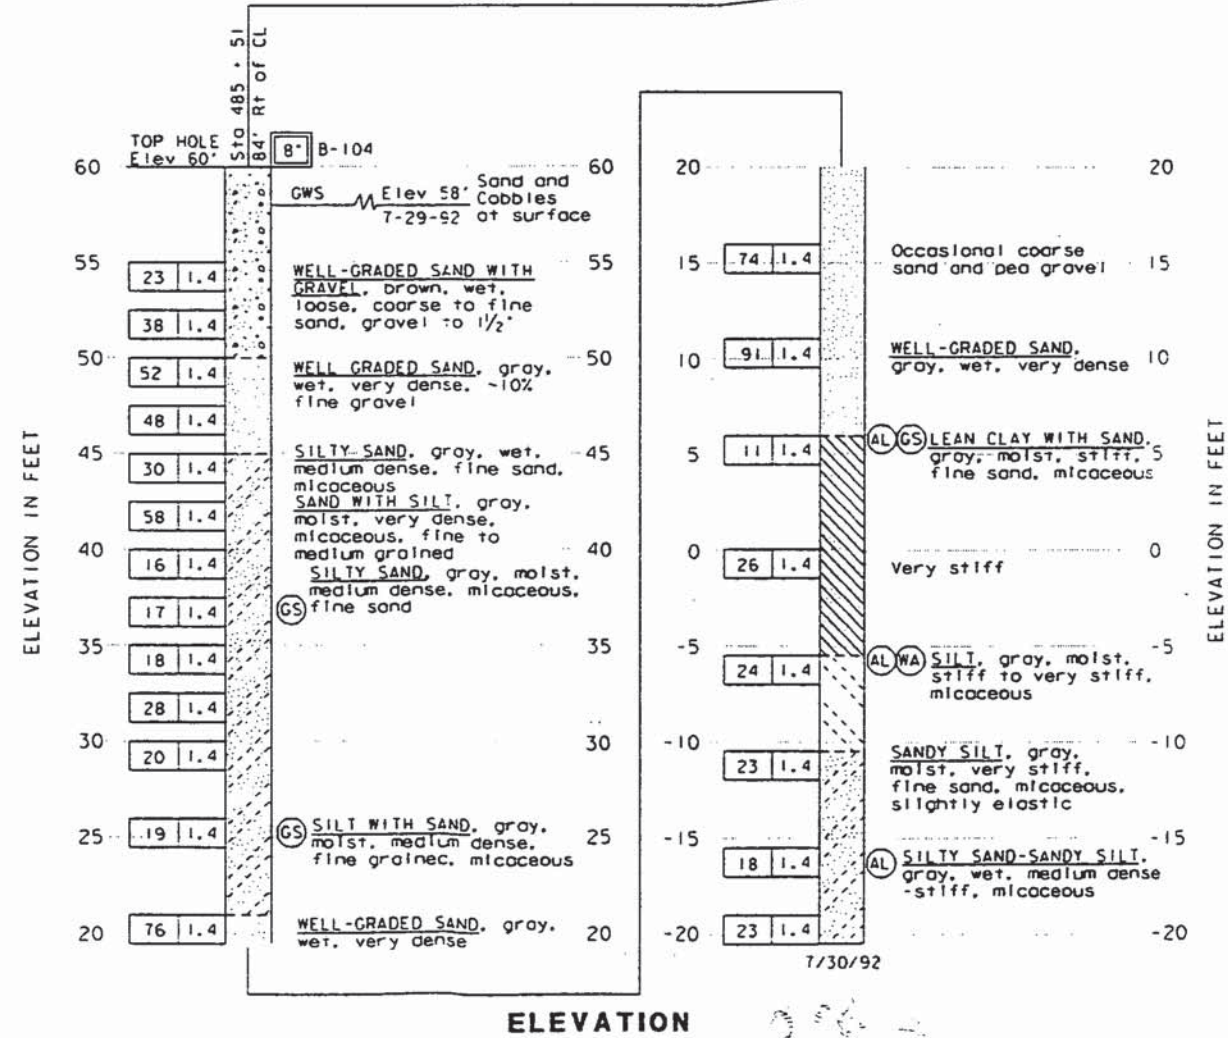 Sta 485 + 51
84' Rt of CL
TOP HOLE
Elev 60'
8" B-104
60 60
GWS Elev 58'
7-29-92
Sand and
Cobbles
at surface
55 55
23 1.4
WELL-GRADED SAND WITH
GRAVEL, brown, wet,
loose, coarse to fine
sand, gravel to 1 1/2"
38 1.4
50 50
52 1.4
WELL GRADED SAND, gray,
wet, very dense, ~10%
fine gravel
48 1.4
45 45
SILTY SAND, gray, wet,
medium dense, fine sand,
micaceous
30 1.4
SAND WITH SILT, gray,
moist, very dense,
micaceous, fine to
medium grained
58 1.4
40 40
16 1.4
SILTY SAND, gray, moist,
medium dense, micaceous,
GS fine sand
17 1.4
35 35
18 1.4
28 1.4
30 30
20 1.4
25 25
19 1.4
GS SILT WITH SAND, gray,
moist, medium dense,
fine grainec, micaceous
20 20
76 1.4
WELL-GRADED SAND, gray,
wet, very dense
ELEVATION IN FEET
20 20
15 15
74 1.4
Occasional coarse
sand and pea gravel
10 10
91 1.4
WELL-GRADED SAND,
gray, wet, very dense
5 5
11 1.4
AL GS LEAN CLAY WITH SAND,
gray, moist, stiff,
fine sand, micaceous
0 0
26 1.4
Very stiff
-5 -5
24 1.4
AL WA SILT, gray, moist,
stiff to very stiff,
micaceous
-10 -10
23 1.4
SANDY SILT, gray,
moist, very stiff,
fine sand, micaceous,
slightly elastic
-15 -15
18 1.4
AL SILTY SAND-SANDY SILT,
gray, wet, medium dense
-stiff, micaceous
-20 -20
23 1.4
7/30/92
ELEVATION IN FEET
ELEVATION